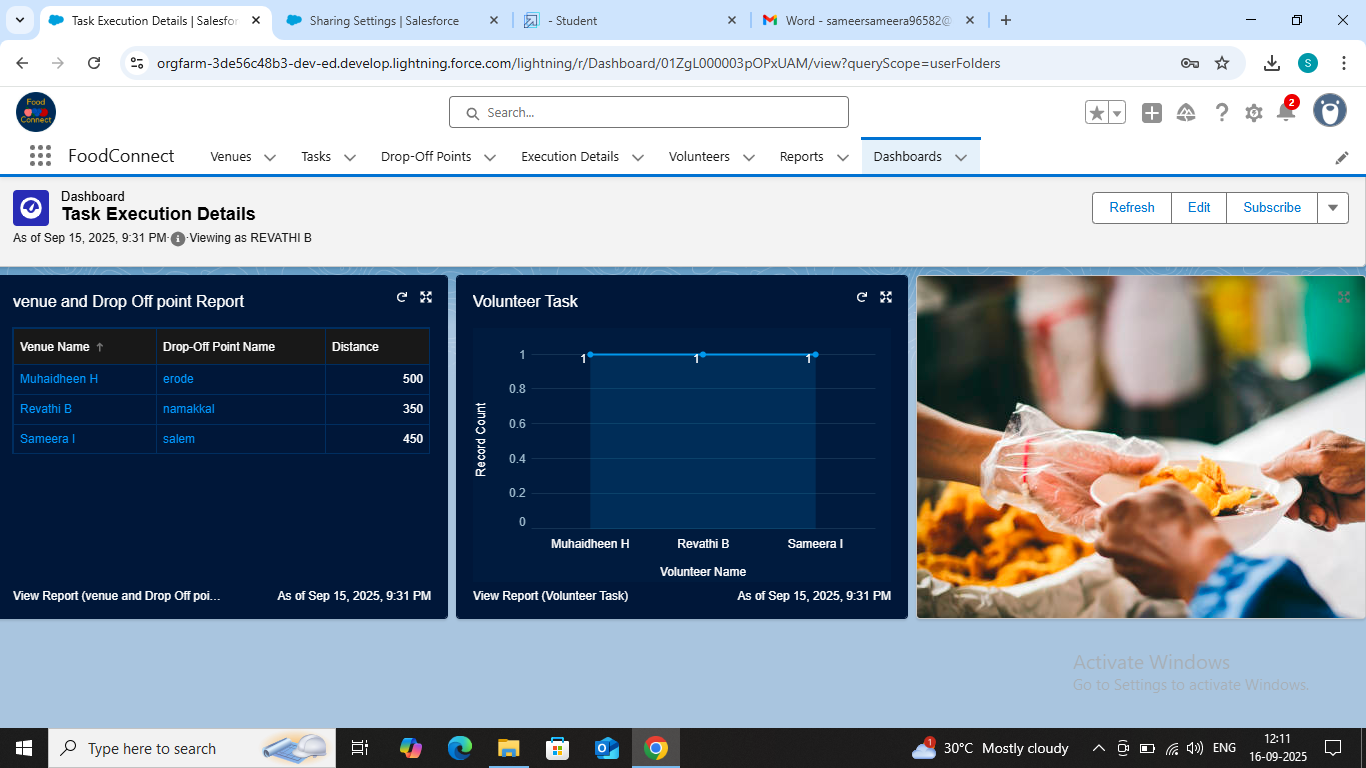 Task Execution Details | Salesfor
Sharing Settings | Salesforce
- Student
Word - sameersameera96582@
orgfarm-3de56c48b3-dev-ed.develop.lightning.force.com/lightning/r/Dashboard/01ZgL000003pOPxUAM/view?queryScope=userFolders
S
Food
Connect
Search...
2
FoodConnect
Venues
Tasks
Drop-Off Points
Execution Details
Volunteers
Reports
Dashboards
Dashboard
Task Execution Details
As of Sep 15, 2025, 9:31 PM·Viewing as REVATHI B
Refresh
Edit
Subscribe
venue and Drop Off point Report
Venue Name ↑ Drop-Off Point Name Distance
Muhaidheen H erode 500
Revathi B namakkal 350
Sameera I salem 450
View Report (venue and Drop Off poi...
As of Sep 15, 2025, 9:31 PM
Volunteer Task
Record Count
1
0.8
0.6
0.4
0.2
0
1 1 1
Muhaidheen H Revathi B Sameera I
Volunteer Name
View Report (Volunteer Task)
As of Sep 15, 2025, 9:31 PM
Activate Windows
Go to Settings to activate Windows.
Type here to search
1
30°C Mostly cloudy
ENG
12:11
16-09-2025